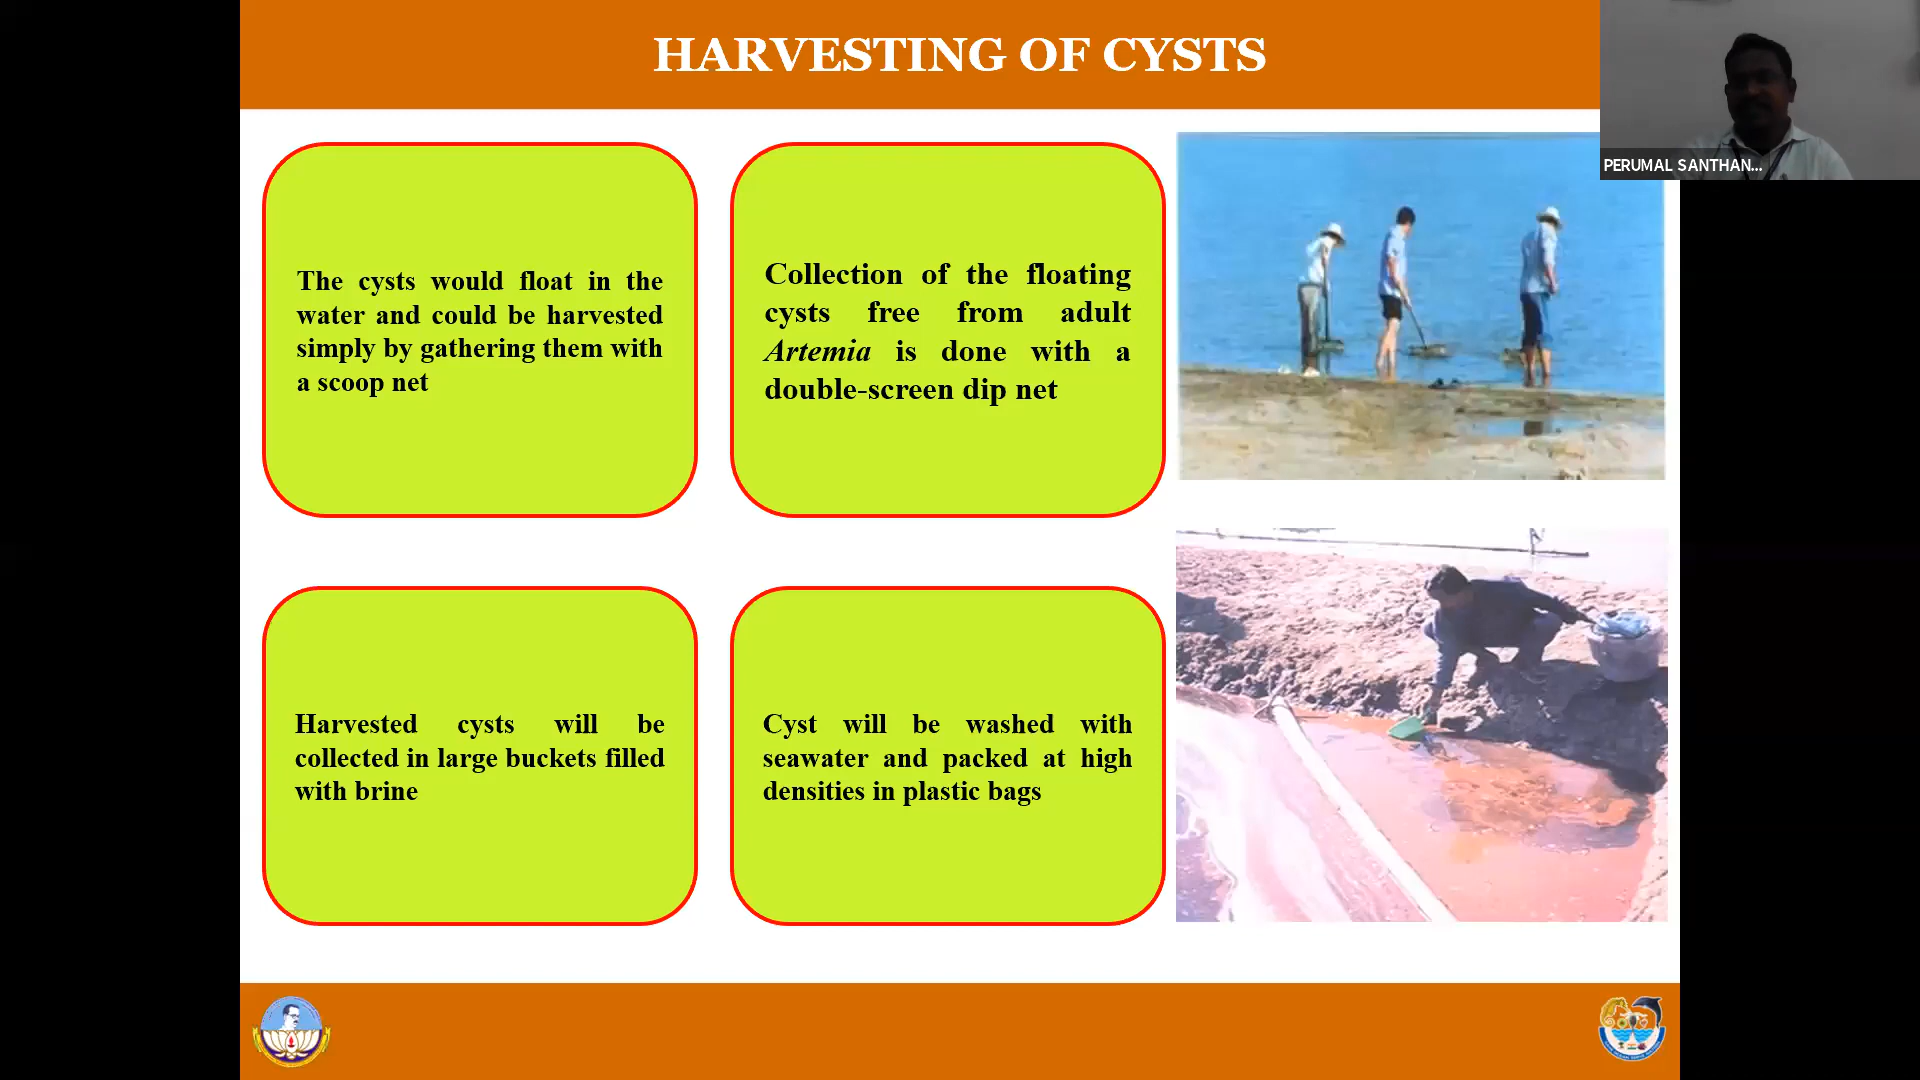 HARVESTING OF CYSTS
PERUMAL SANTHAN...
The cysts would float in the
water and could be harvested
simply by gathering them with
a scoop net
Collection of the floating
cysts free from adult
Artemia is done with a
double-screen dip net
Harvested cysts will be
collected in large buckets filled
with brine
Cyst will be washed with
seawater and packed at high
densities in plastic bags